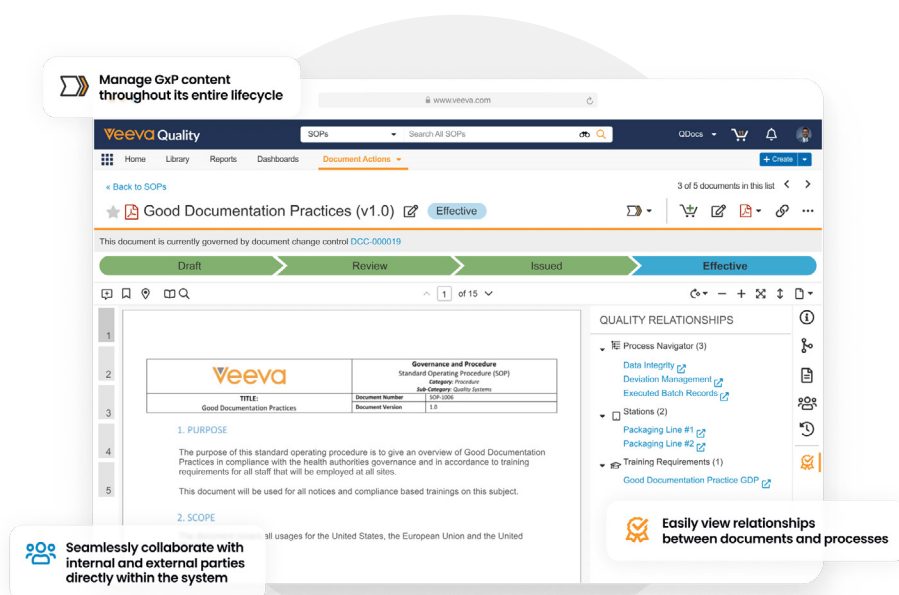 Manage GxP content
throughout its entire lifecycle
www.veeva.com
Veeva Quality
SOPs
Search All SOPs
QDocs
Home Library Reports Dashboards Document Actions
+ Create
« Back to SOPs
3 of 5 documents in this list
Good Documentation Practices (v1.0)
Effective
This document is currently governed by document change control DCC-000019
Draft Review Issued Effective
1 of 15
1
2
3
4
5
Veeva
Governance and Procedure
Standard Operating Procedure (SOP)
Category: Procedure
Sub-Category: Quality Systems
TITLE:
Good Documentation Practices
Document Number SOP-1006
Document Version 1.0
1. PURPOSE
The purpose of this standard operating procedure is to give an overview of Good Documentation
Practices in compliance with the health authorities governance and in accordance to training
requirements for all staff that will be employed at all sites.
This document will be used for all notices and compliance based trainings on this subject.
2. SCOPE
all usages for the United States, the European Union and the United
QUALITY RELATIONSHIPS
Process Navigator (3)
Data Integrity
Deviation Management
Executed Batch Records
Stations (2)
Packaging Line #1
Packaging Line #2
Training Requirements (1)
Good Documentation Practice GDP
Seamlessly collaborate with
internal and external parties
directly within the system
Easily view relationships
between documents and processes